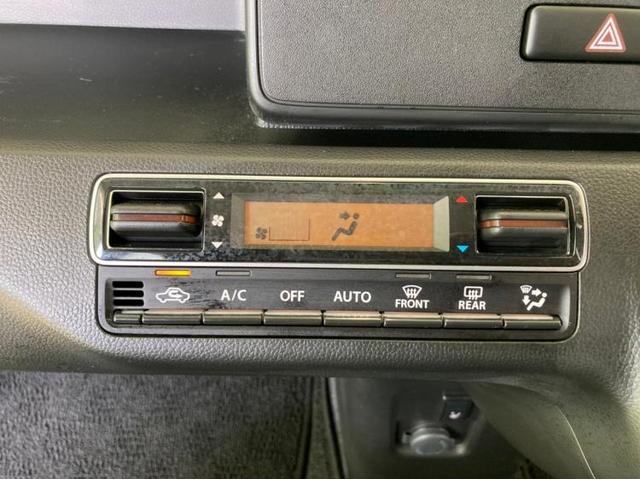 A/C OFF AUTO FRONT REAR